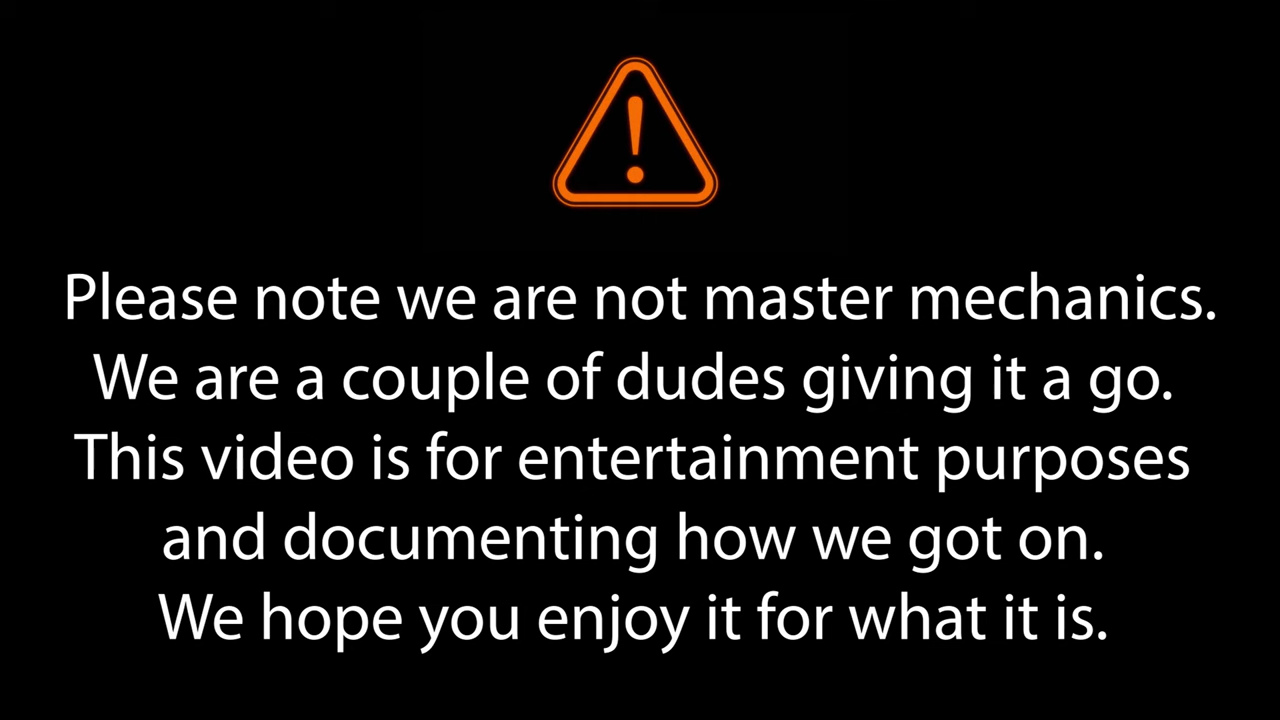 Please note we are not master mechanics.
We are a couple of dudes giving it a go.
This video is for entertainment purposes
and documenting how we got on.
We hope you enjoy it for what it is.